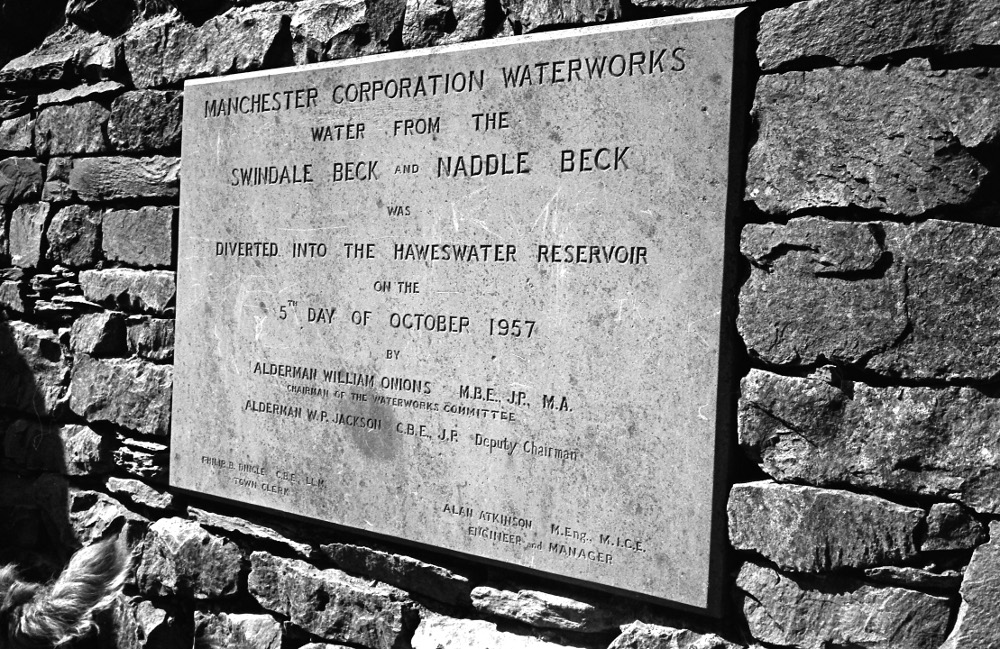 MANCHESTER CORPORATION WATERWORKS
WATER FROM THE
SWINDALE BECK AND NADDLE BECK
WAS
DIVERTED INTO THE HAWESWATER RESERVOIR
ON THE
5TH DAY OF OCTOBER 1957
BY
ALDERMAN WILLIAM ONIONS M.B.E., J.P., M.A.
CHAIRMAN OF THE WATERWORKS COMMITTEE
ALDERMAN W.P. JACKSON C.B.E., J.P. Deputy Chairman
PHILIP B. DINGLE C.B.E., LL.M.
TOWN CLERK
ALAN ATKINSON M.Eng., M.I.C.E.
ENGINEER and MANAGER